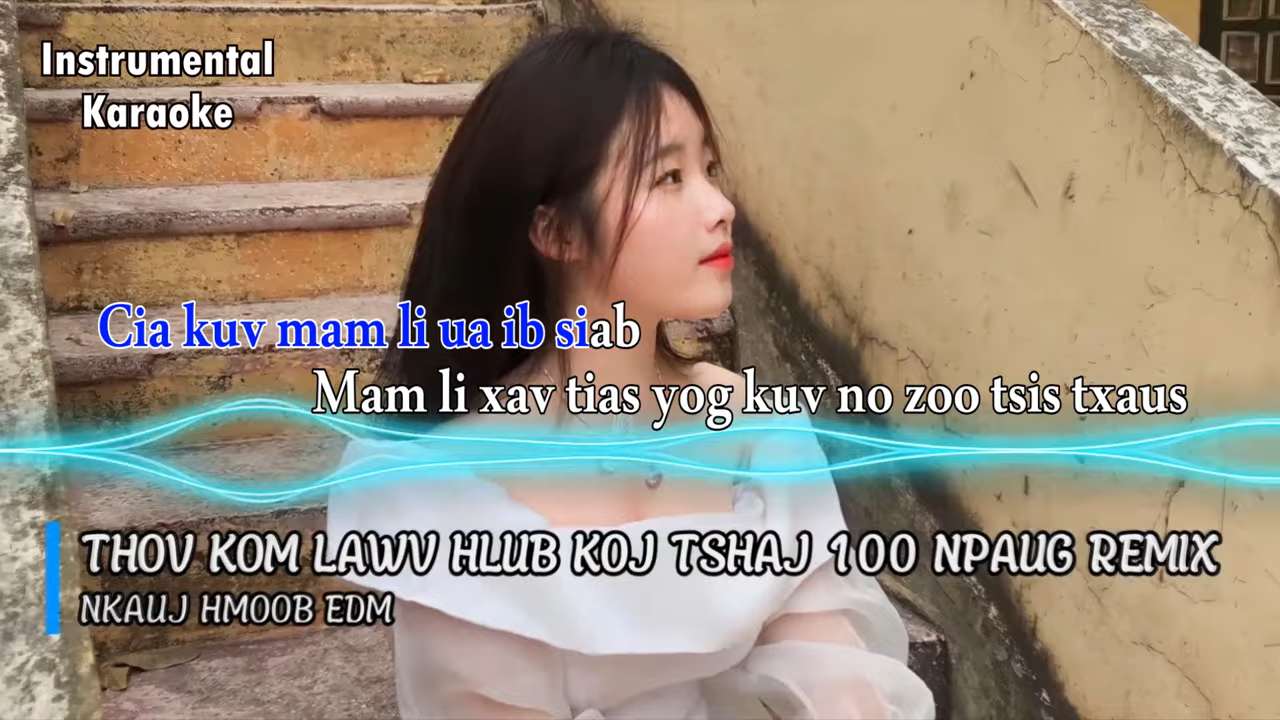 Instrumental
Karaoke
Cia kuv mam li ua ib siab
Mam li xav tias yog kuv no zoo tsis txaus
THOV KOM LAWV HLUB KOJ TSHAJ 100 NPAUG REMIX
NKAUJ HMOOB EDM